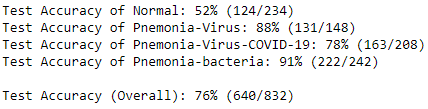 Test Accuracy of Normal: 52% (124/234)
Test Accuracy of Pnemonia-Virus: 88% (131/148)
Test Accuracy of Pnemonia-Virus-COVID-19: 78% (163/208)
Test Accuracy of Pnemonia-bacteria: 91% (222/242)
Test Accuracy (Overall): 76% (640/832)